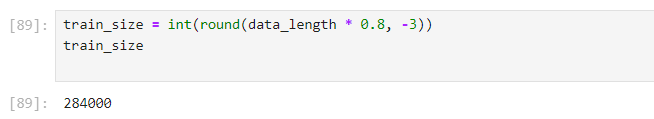 [89]: train_size = int(round(data_length * 0.8, -3))
train_size
[89]: 284000